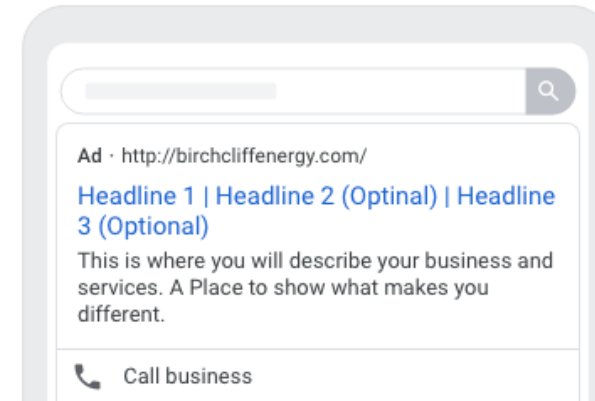 Ad · http://birchcliffenergy.com/
Headline 1 | Headline 2 (Optinal) | Headline
3 (Optional)
This is where you will describe your business and
services. A Place to show what makes you
different.
Call business